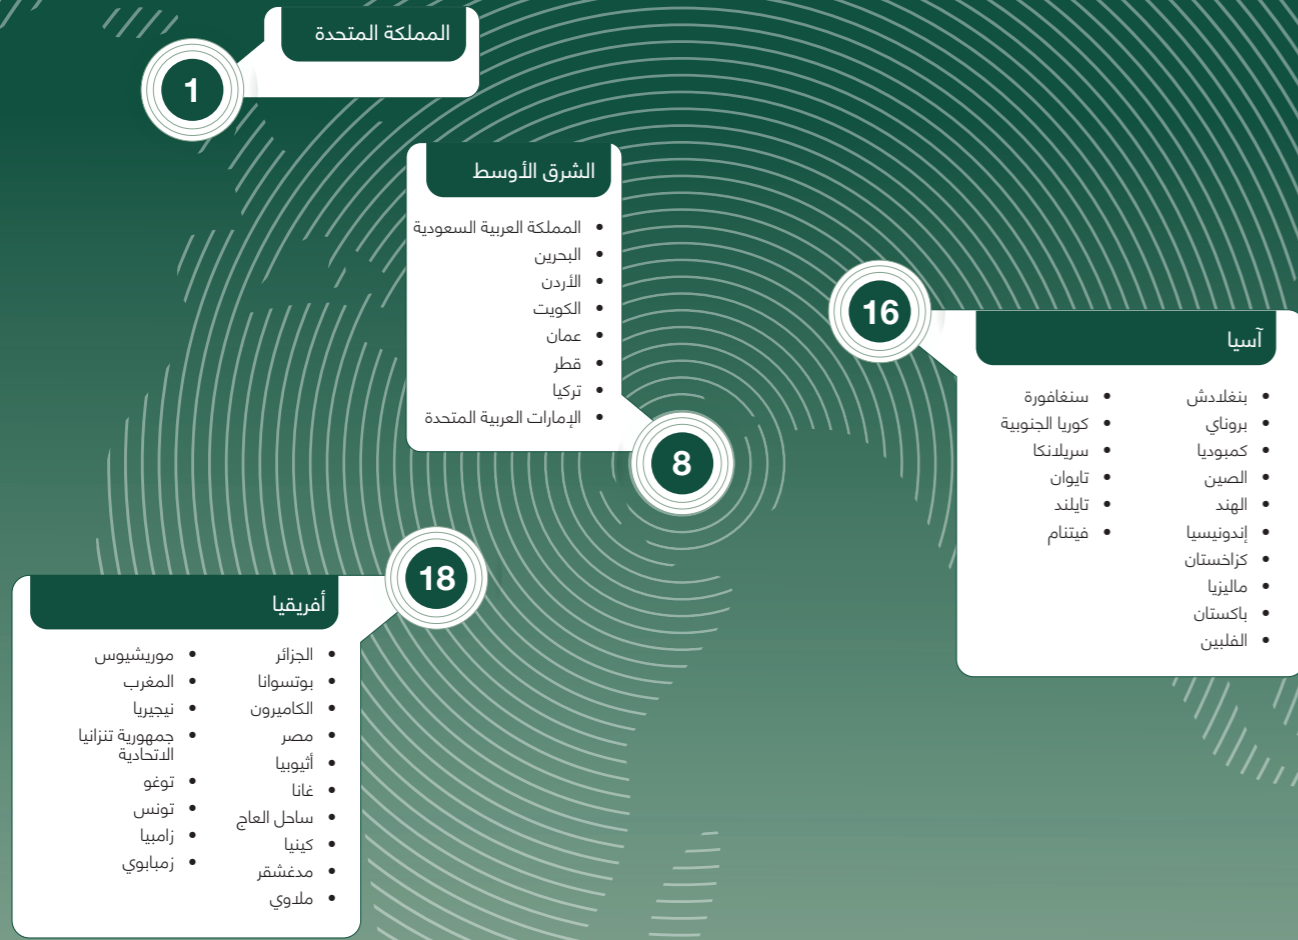 المملكة المتحدة
1
الشرق الأوسط
• المملكة العربية السعودية
• البحرين
• الأردن
• الكويت
• عمان
• قطر
• تركيا
• الإمارات العربية المتحدة
8
16
آسيا
• بنغلادش
• بروناي
• كمبوديا
• الصين
• الهند
• إندونيسيا
• كزاخستان
• ماليزيا
• باكستان
• الفلبين
• سنغافورة
• كوريا الجنوبية
• سريلانكا
• تايوان
• تايلند
• فيتنام
18
أفريقيا
• الجزائر
• بوتسوانا
• الكاميرون
• مصر
• أثيوبيا
• غانا
• ساحل العاج
• كينيا
• مدغشقر
• ملاوي
• موريشيوس
• المغرب
• نيجيريا
• جمهورية تنزانيا
الاتحادية
• توغو
• تونس
• زامبيا
• زمبابوي